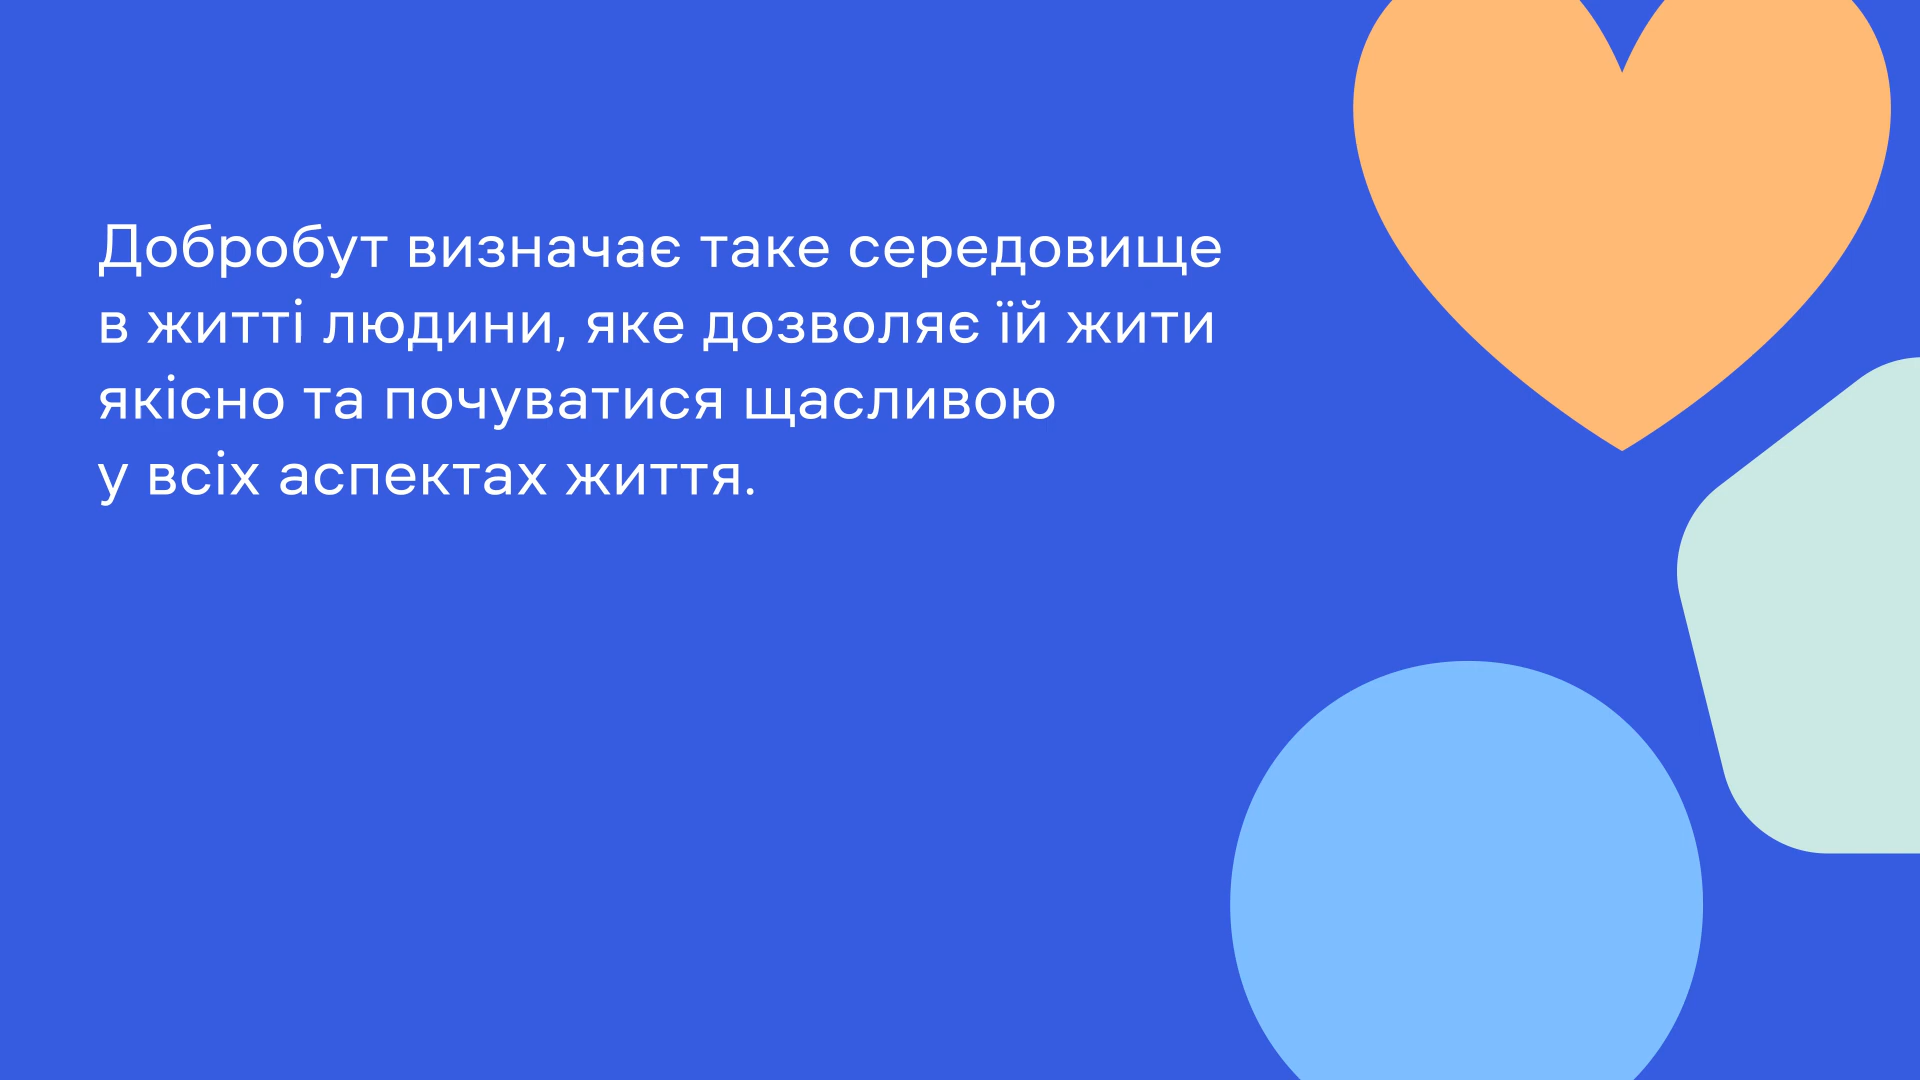 Добробут визначає таке середовище
в житті людини, яке дозволяє їй жити
якісно та почуватися щасливою
у всіх аспектах життя.